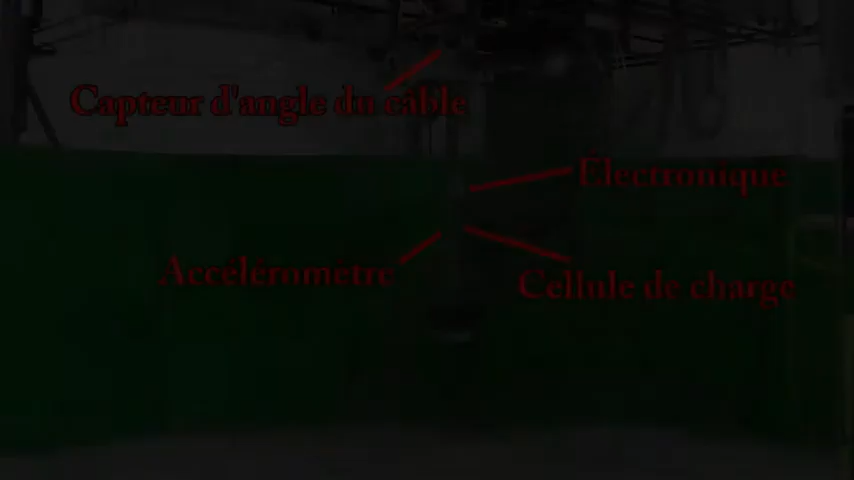 Capteur d'angle du câble
Électronique
Accéléromètre
Cellule de charge